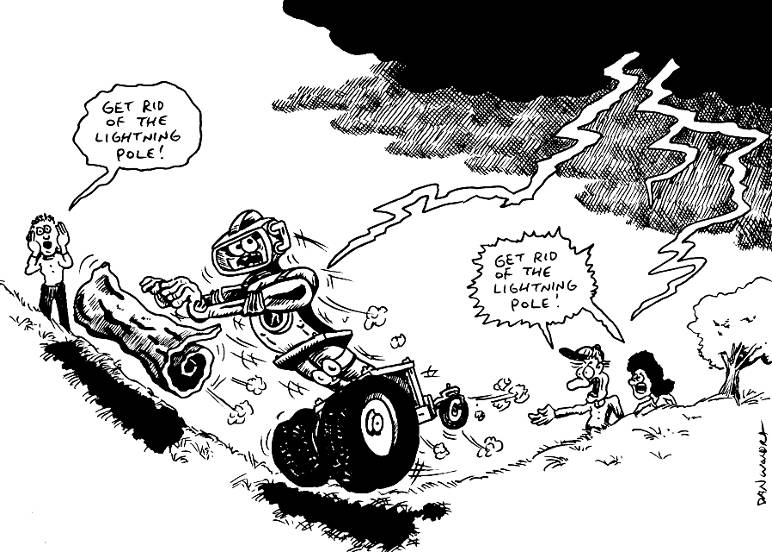 GET RID
OF THE
LIGHTNING
POLE!
GET RID
OF THE
LIGHTNING
POLE!